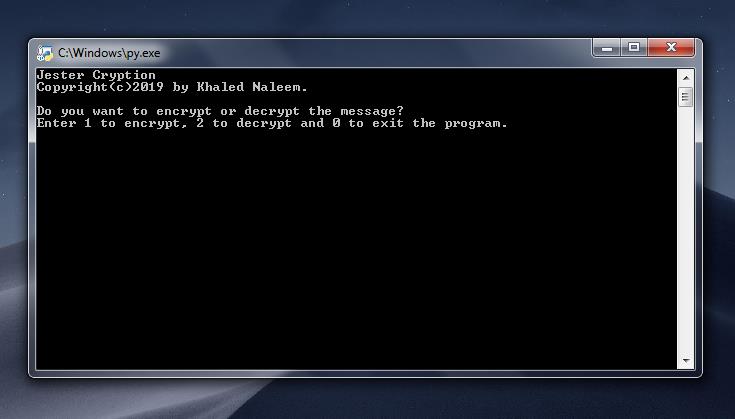 C:\Windows\py.exe
Jester Cryption
Copyright(c)2019 by Khaled Naleem.
Do you want to encrypt or decrypt the message?
Enter 1 to encrypt, 2 to decrypt and 0 to exit the program.